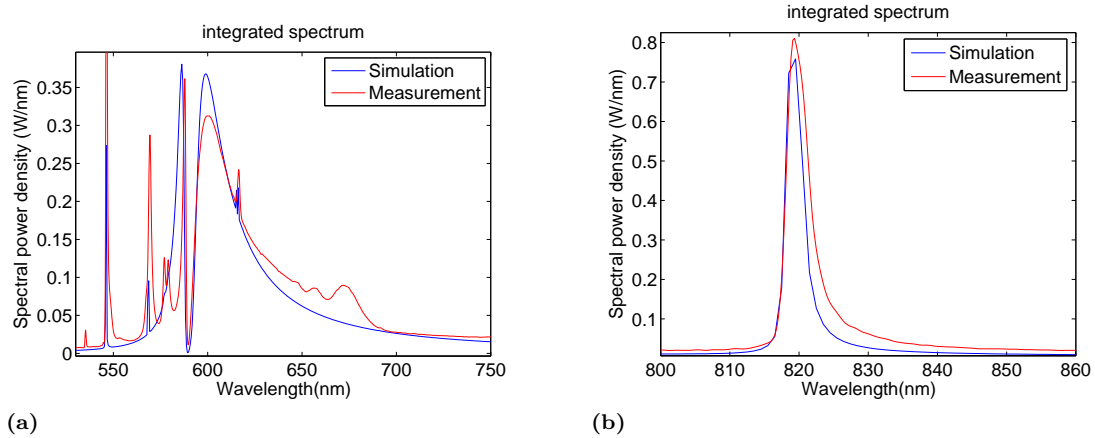 integrated spectrum
Spectral power density (W/nm)
0.35
0.3
0.25
0.2
0.15
0.1
0.05
0
Simulation
Measurement
550
600
650
700
750
Wavelength(nm)
(a)
integrated spectrum
Spectral power density (W/nm)
0.8
0.7
0.6
0.5
0.4
0.3
0.2
0.1
Simulation
Measurement
800
810
820
830
840
850
860
Wavelength(nm)
(b)